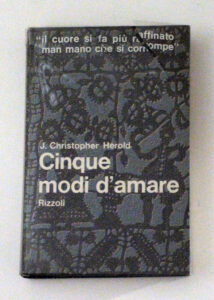 "il cuore si fa più raffinato
man mano che si corrompe"
J. Christopher Herold
Cinque
modi d'amare
Rizzoli